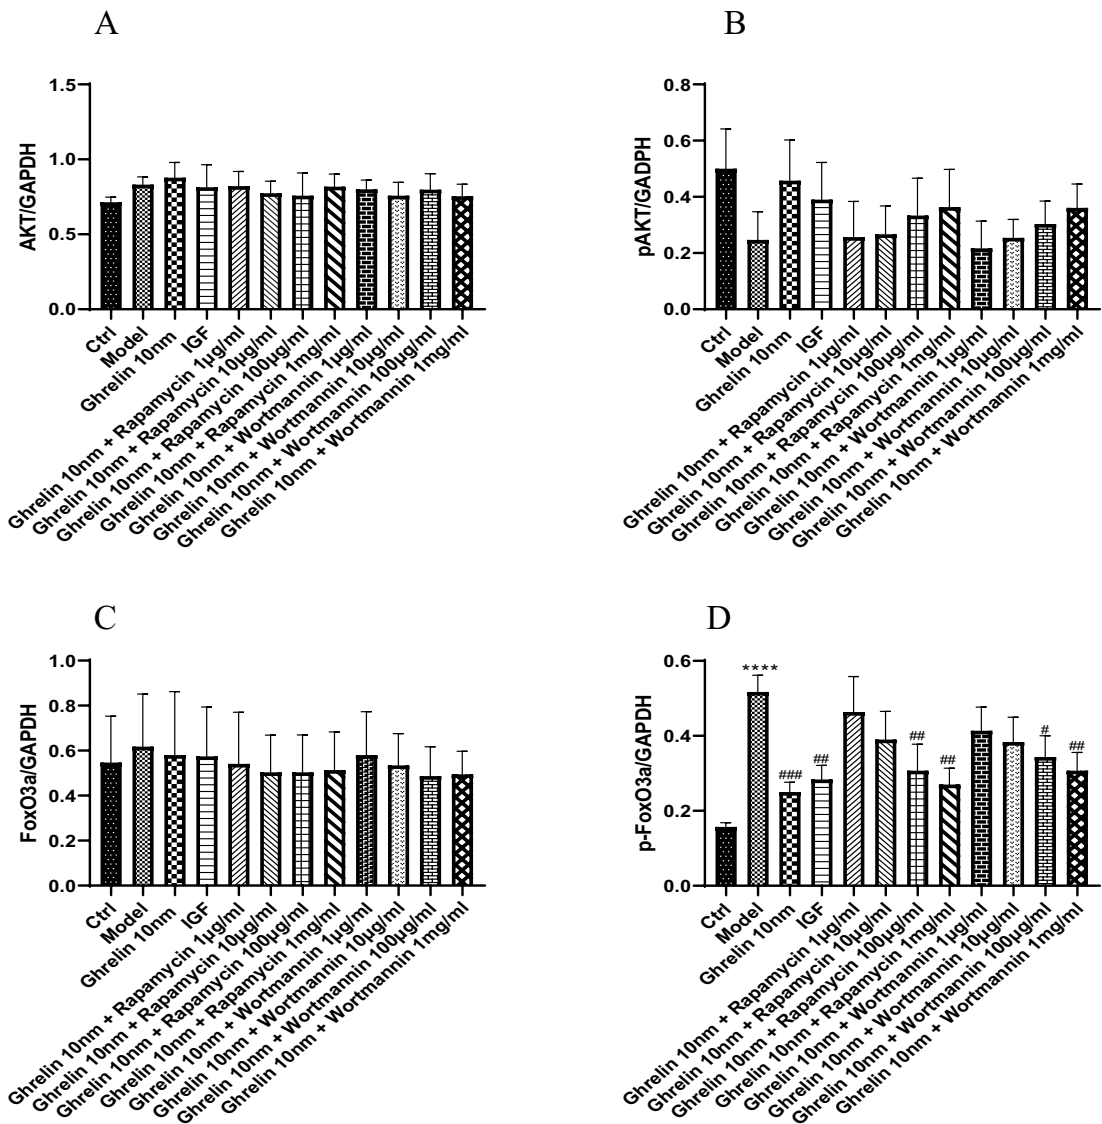 A
AKT/GAPDH
1.5
1.0
0.5
0.0
Ctrl
Model
Ghrelin 10nm
IGF
Ghrelin 10nm + Rapamycin 1µg/ml
Ghrelin 10nm + Rapamycin 10µg/ml
Ghrelin 10nm + Rapamycin 100µg/ml
Ghrelin 10nm + Rapamycin 1mg/ml
Ghrelin 10nm + Wortmannin 1µg/ml
Ghrelin 10nm + Wortmannin 10µg/ml
Ghrelin 10nm + Wortmannin 100µg/ml
Ghrelin 10nm + Wortmannin 1mg/ml
B
pAKT/GADPH
0.8
0.6
0.4
0.2
0.0
Ctrl
Model
Ghrelin 10nm
IGF
Ghrelin 10nm + Rapamycin 1µg/ml
Ghrelin 10nm + Rapamycin 10µg/ml
Ghrelin 10nm + Rapamycin 100µg/ml
Ghrelin 10nm + Rapamycin 1mg/ml
Ghrelin 10nm + Wortmannin 1µg/ml
Ghrelin 10nm + Wortmannin 10µg/ml
Ghrelin 10nm + Wortmannin 100µg/ml
Ghrelin 10nm + Wortmannin 1mg/ml
C
FoxO3a/GAPDH
1.0
0.8
0.6
0.4
0.2
0.0
Ctrl
Model
Ghrelin 10nm
IGF
Ghrelin 10nm + Rapamycin 1µg/ml
Ghrelin 10nm + Rapamycin 10µg/ml
Ghrelin 10nm + Rapamycin 100µg/ml
Ghrelin 10nm + Rapamycin 1mg/ml
Ghrelin 10nm + Wortmannin 1µg/ml
Ghrelin 10nm + Wortmannin 10µg/ml
Ghrelin 10nm + Wortmannin 100µg/ml
Ghrelin 10nm + Wortmannin 1mg/ml
D
p-FoxO3a/GAPDH
0.6
0.4
0.2
0.0
****
###
##
##
##
#
##
Ctrl
Model
Ghrelin 10nm
IGF
Ghrelin 10nm + Rapamycin 1µg/ml
Ghrelin 10nm + Rapamycin 10µg/ml
Ghrelin 10nm + Rapamycin 100µg/ml
Ghrelin 10nm + Rapamycin 1mg/ml
Ghrelin 10nm + Wortmannin 1µg/ml
Ghrelin 10nm + Wortmannin 10µg/ml
Ghrelin 10nm + Wortmannin 100µg/ml
Ghrelin 10nm + Wortmannin 1mg/ml